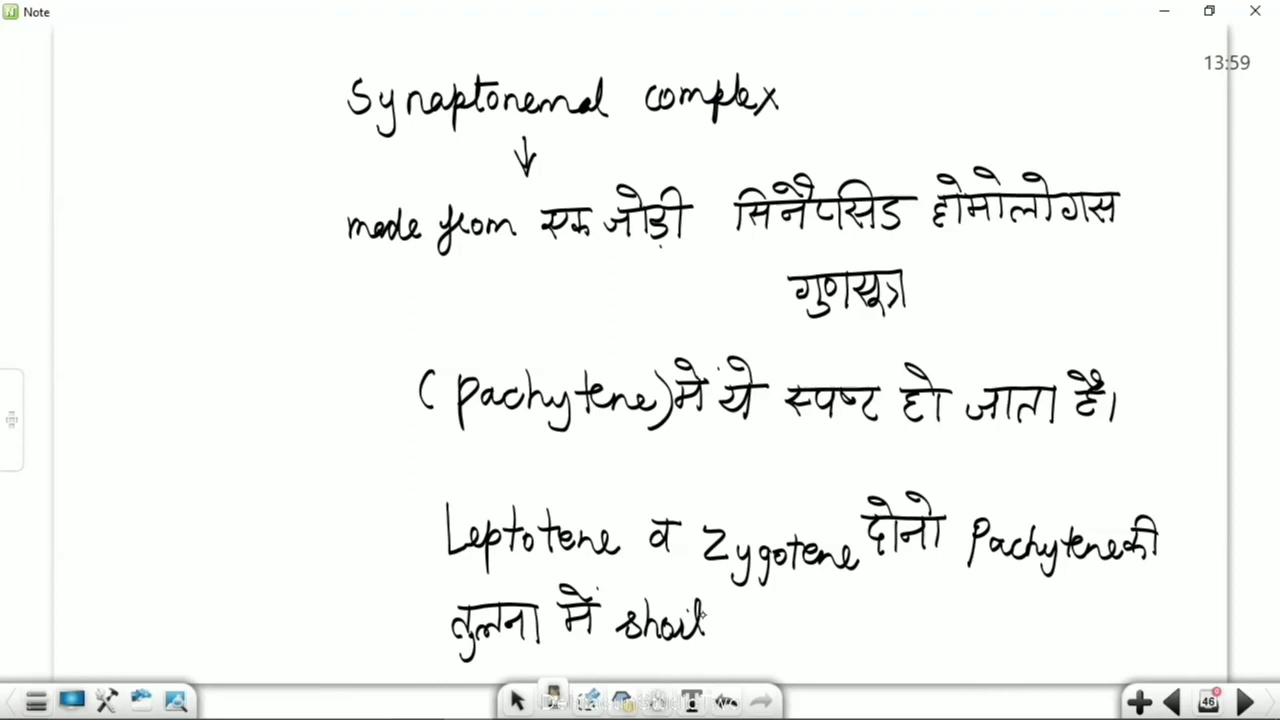 Note
13:59
Synaptonemal complex
↓
made from एक जोड़ी सिनैप्सिड होमोलोगस
गुणसूत्र
(Pachytene) में ये स्पष्ट हो जाता है।
Leptotene व Zygotene दोनो Pachytene की
तुलना में short
46